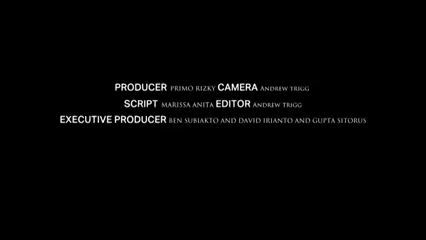 PRODUCER PRIMO RIZKY CAMERA ANDREW TRIGG
SCRIPT MARISSA ANITA EDITOR ANDREW TRIGG
EXECUTIVE PRODUCER BEN SUBIAKTO AND DAVID IRIANTO AND GUPTA SITORUS